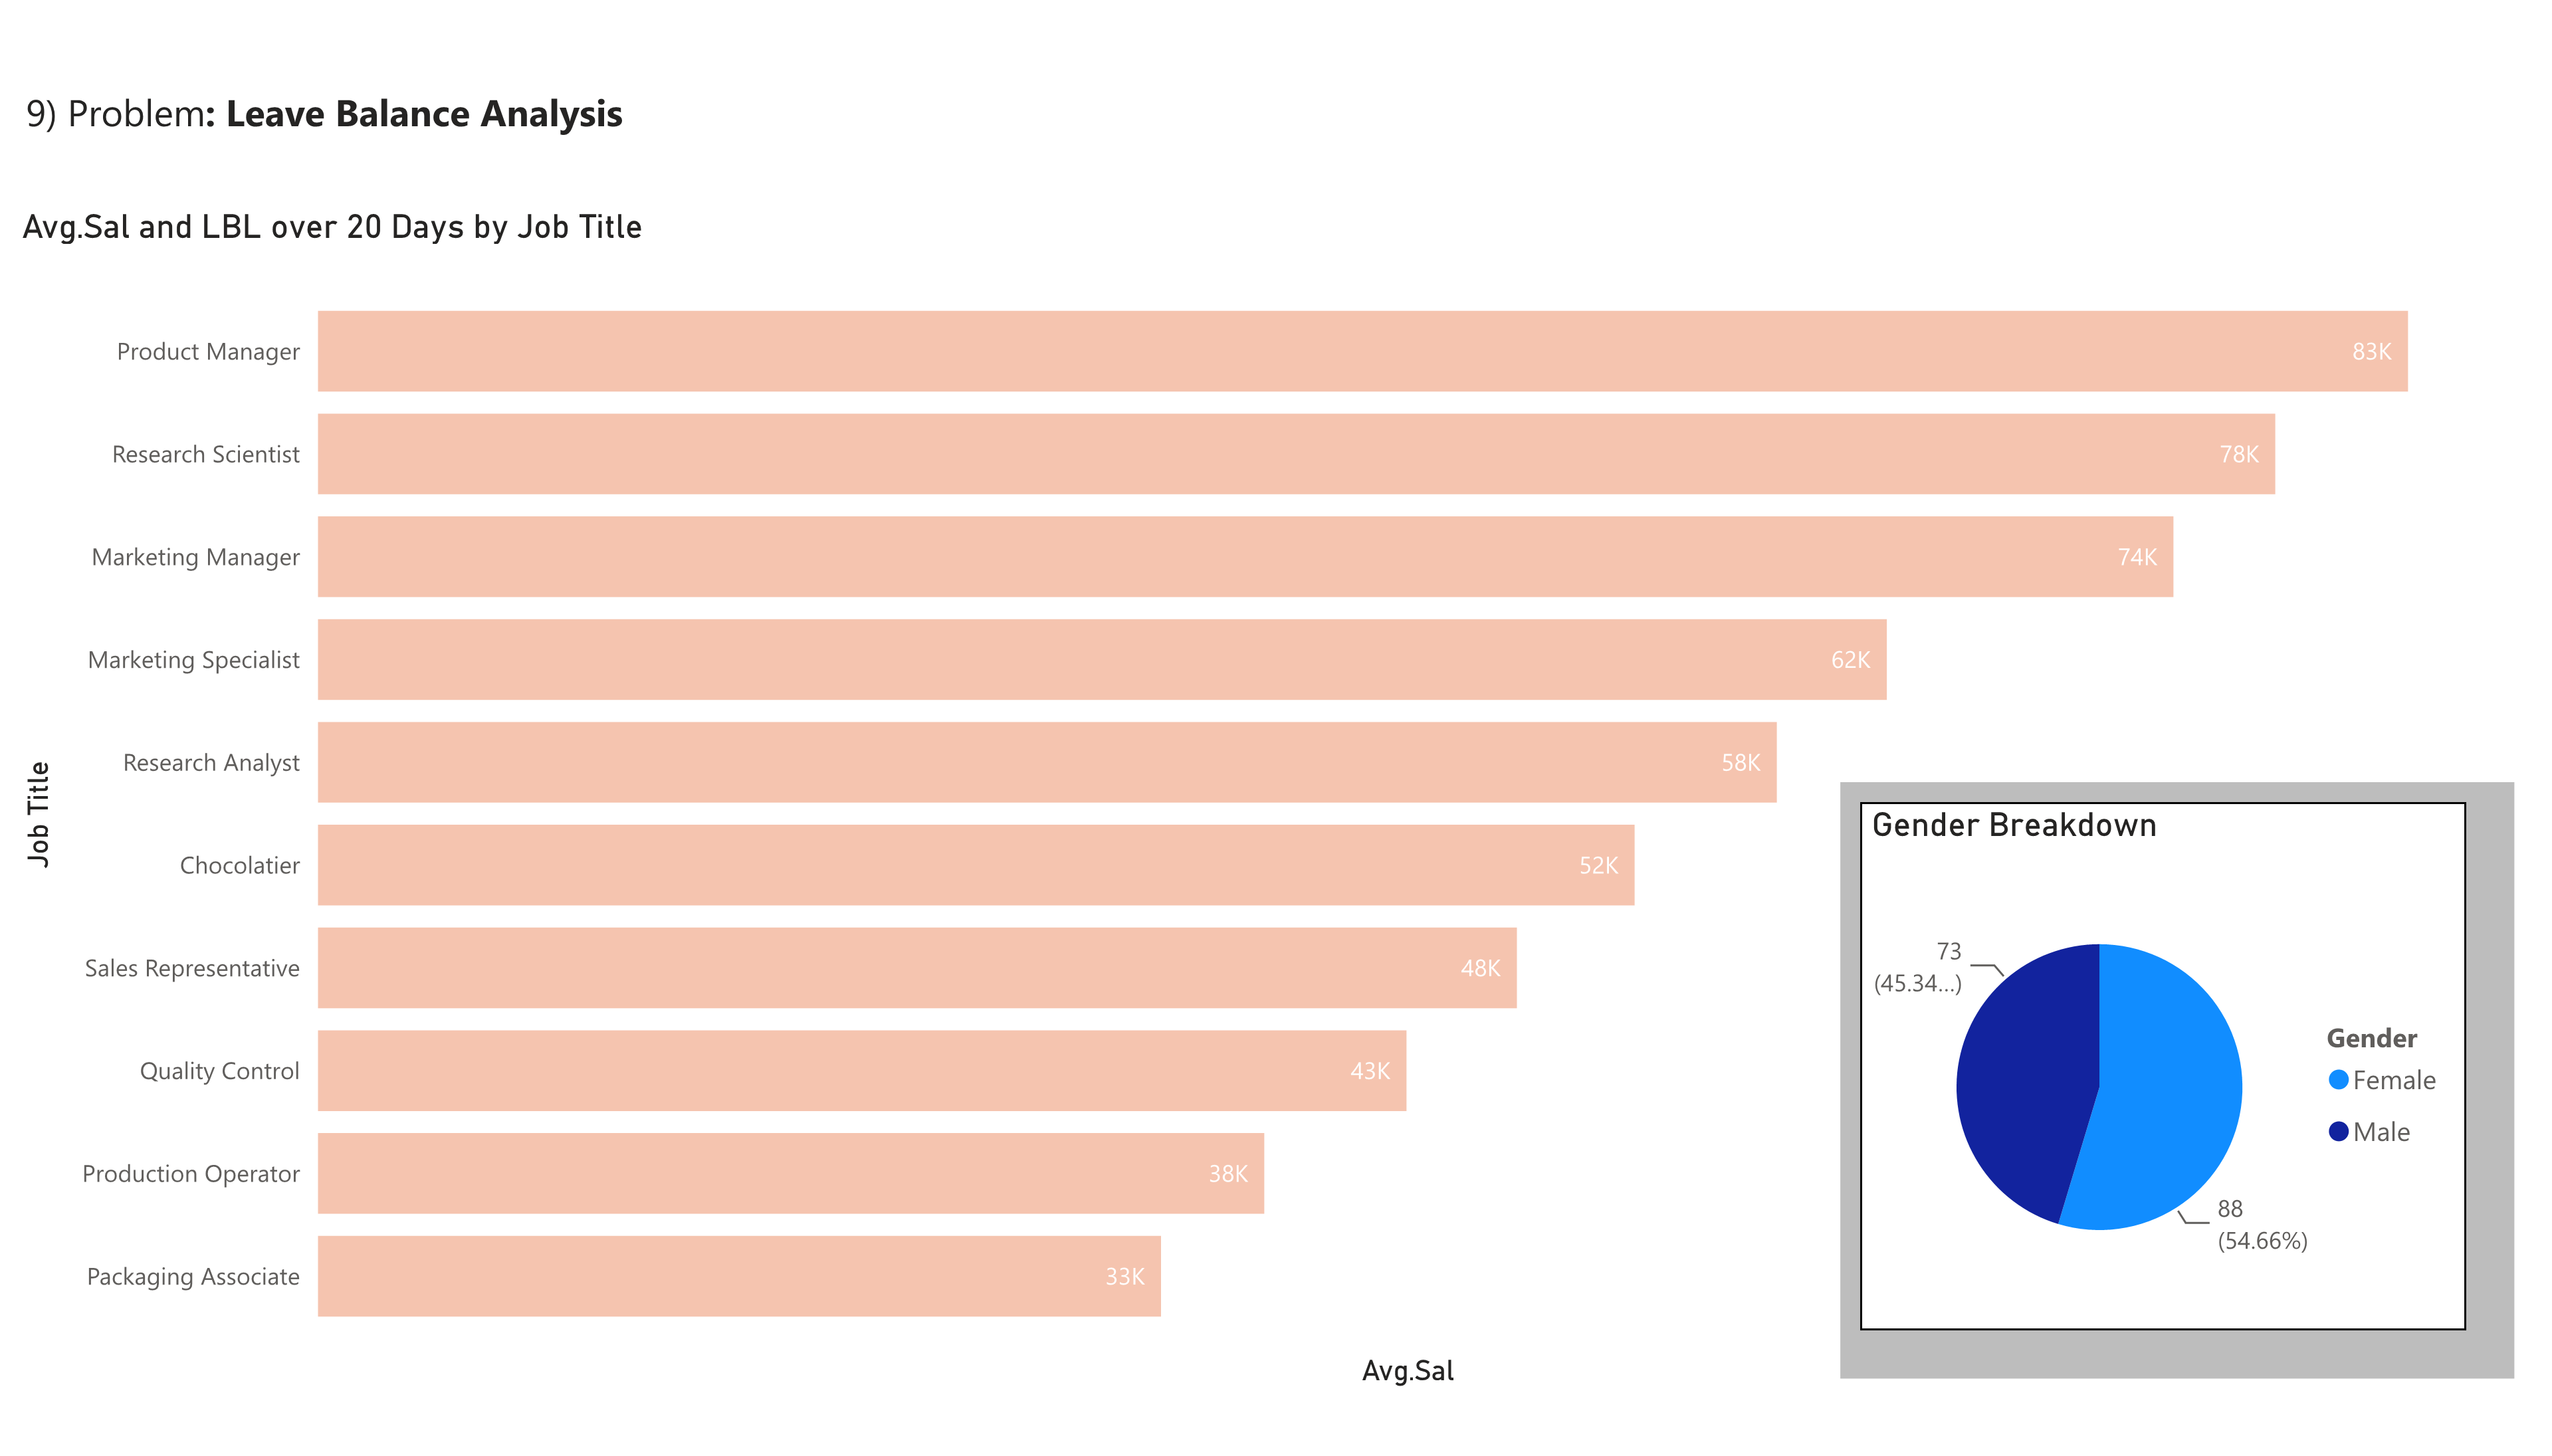 9) Problem: Leave Balance Analysis
Avg.Sal and LBL over 20 Days by Job Title
Job Title
Product Manager
83K
Research Scientist
78K
Marketing Manager
74K
Marketing Specialist
62K
Research Analyst
58K
Chocolatier
52K
Sales Representative
48K
Quality Control
43K
Production Operator
38K
Packaging Associate
33K
Avg.Sal
Gender Breakdown
73
(45.34...)
88
(54.66%)
Gender
Female
Male